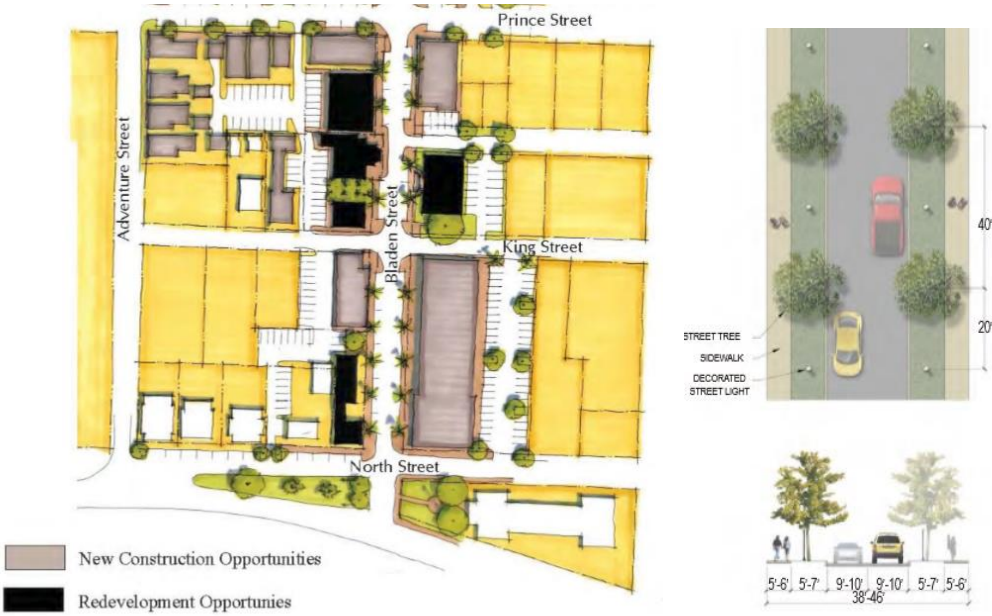 Prince Street
Adventure Street
Bladen Street
King Street
North Street
New Construction Opportunities
Redevelopment Opportunies
40'
20'
STREET TREE
SIDEWALK
DECORATED
STREET LIGHT
5'-6' 5'-7' 9'-10' 9'-10' 5'-7' 5'-6'
38'-46'